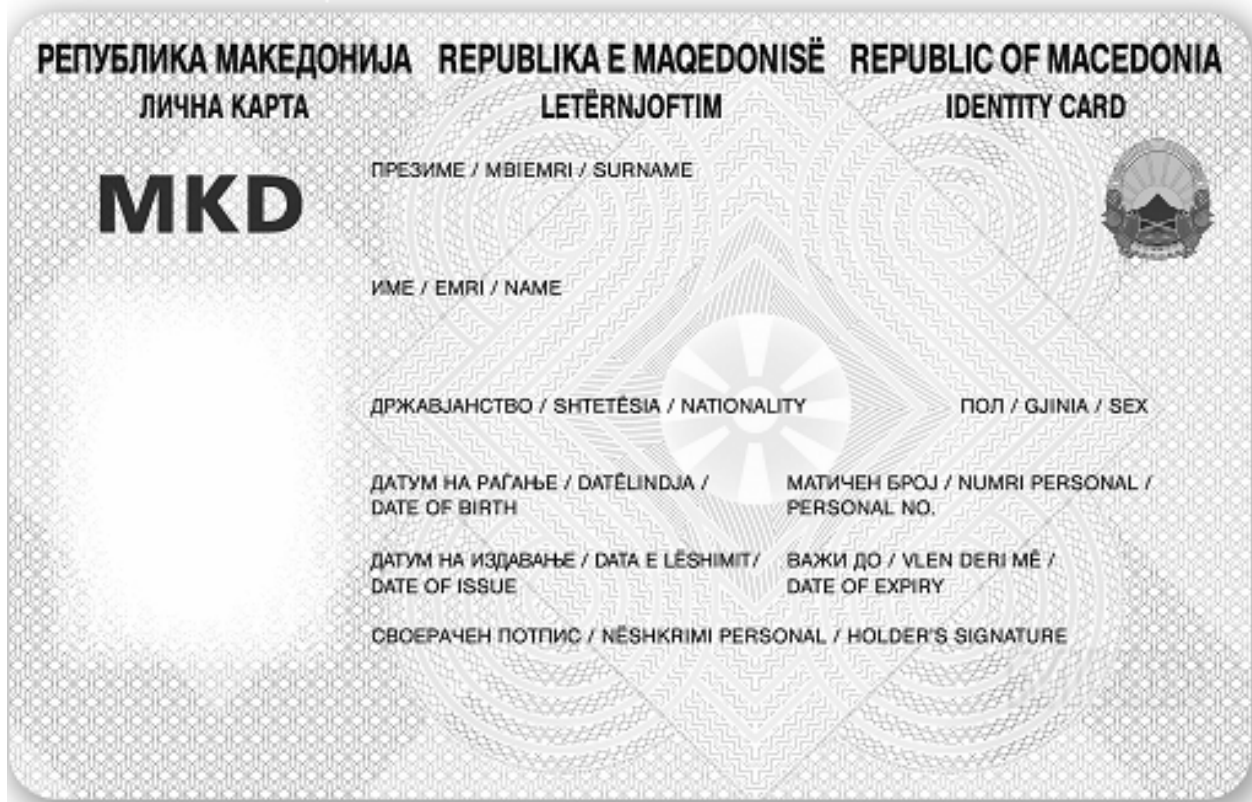 РЕПУБЛИКА МАКЕДОНИЈА REPUBLIKA E MAQEDONISË REPUBLIC OF MACEDONIA
ЛИЧНА КАРТА LETËRNJOFTIM IDENTITY CARD
MKD
ПРЕЗИМЕ / MBIEMRI / SURNAME
ИМЕ / EMRI / NAME
ДРЖАВЈАНСТВО / SHTETËSIA / NATIONALITY ПОЛ / GJINIA / SEX
ДАТУМ НА РАЃАЊЕ / DATËLINDJA /
DATE OF BIRTH
МАТИЧЕН БРОЈ / NUMRI PERSONAL /
PERSONAL NO.
ДАТУМ НА ИЗДАВАЊЕ / DATA E LËSHIMIT/
DATE OF ISSUE
ВАЖИ ДО / VLEN DERI MË /
DATE OF EXPIRY
СВОЕРАЧЕН ПОТПИС / NËSHKRIMI PERSONAL / HOLDER'S SIGNATURE